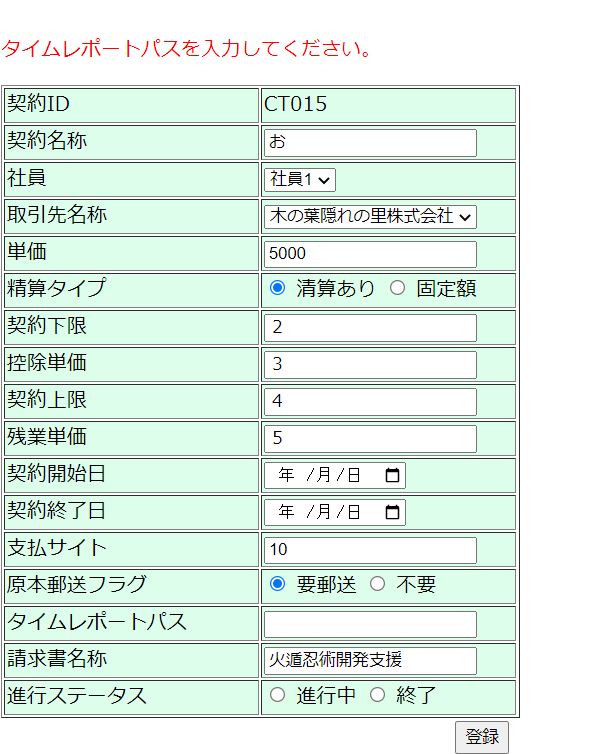 タイムレポートパスを入力してください。
契約ID CT015
契約名称 お
社員 社員1
取引先名称 木の葉隠れの里株式会社
単価 5000
精算タイプ 清算あり 固定額
契約下限 2
控除単価 3
契約上限 4
残業単価 5
契約開始日 年 /月/日
契約終了日 年 /月/日
支払サイト 10
原本郵送フラグ 要郵送 不要
タイムレポートパス
請求書名称 火遁忍術開発支援
進行ステータス 進行中 終了
登録